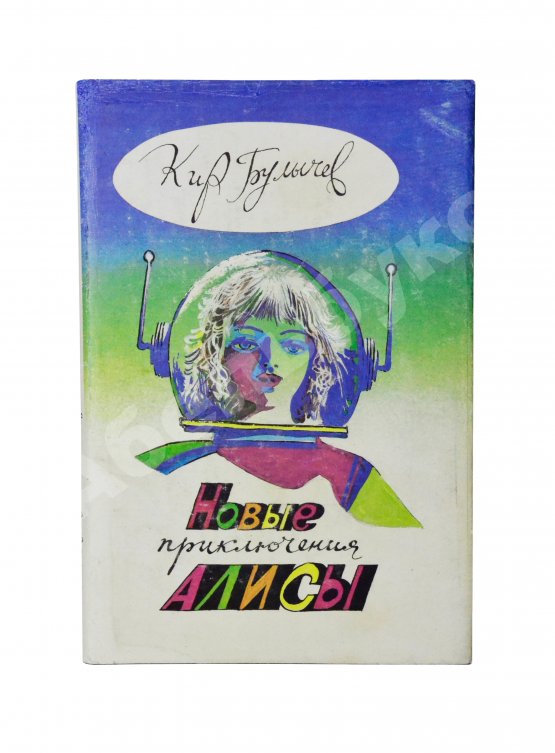 Кир Булычев
Новые
приключения
АЛИСЫ